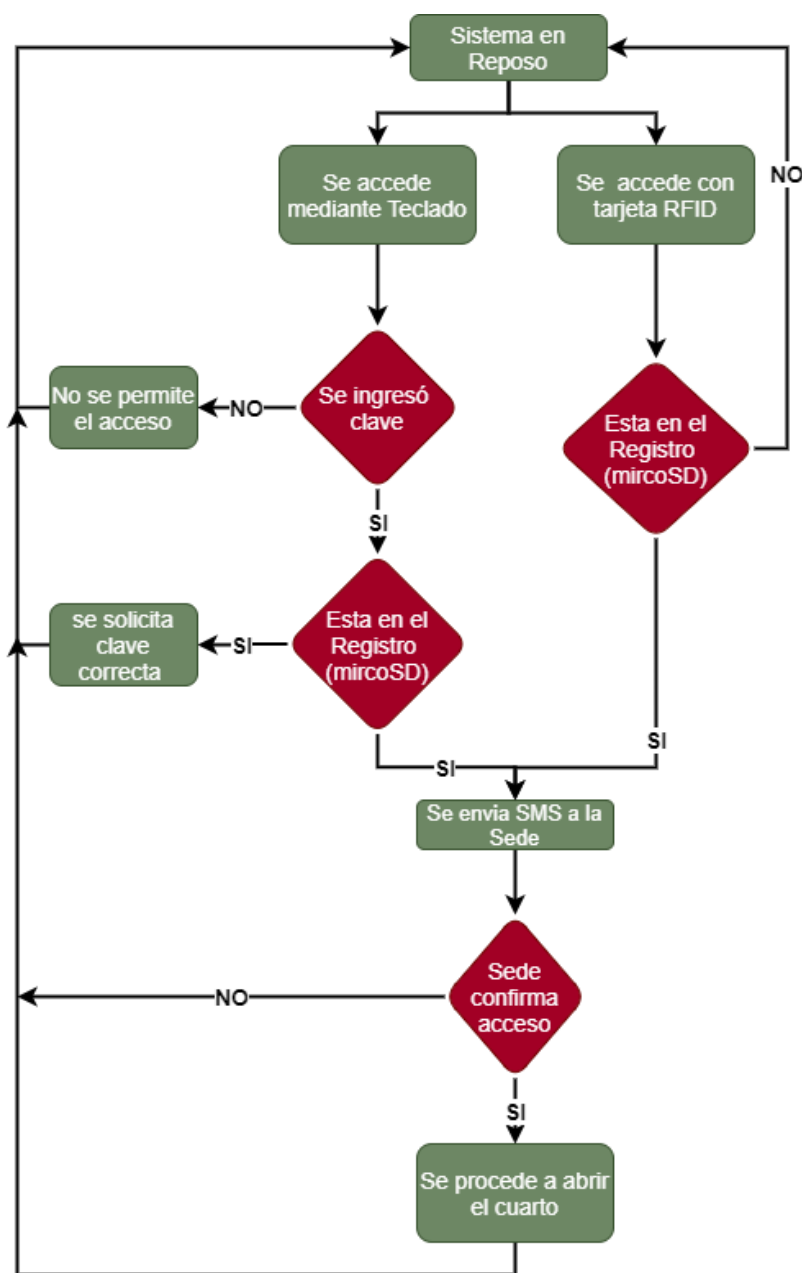 Sistema en
Reposo
Se accede
mediante Teclado
Se accede con
tarjeta RFID
NO
No se permite
el acceso
NO
Se ingresó
clave
Esta en el
Registro
(mircoSD)
SI
se solicita
clave
correcta
SI
Esta en el
Registro
(mircoSD)
SI
SI
Se envia SMS a la
Sede
Sede
confirma
acceso
NO
SI
Se procede a abrir
el cuarto